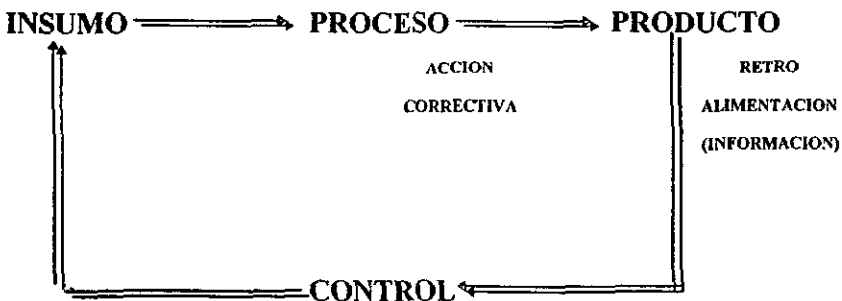 INSUMO PROCESO PRODUCTO
ACCION
CORRECTIVA
RETRO
ALIMENTACION
(INFORMACION)
CONTROL